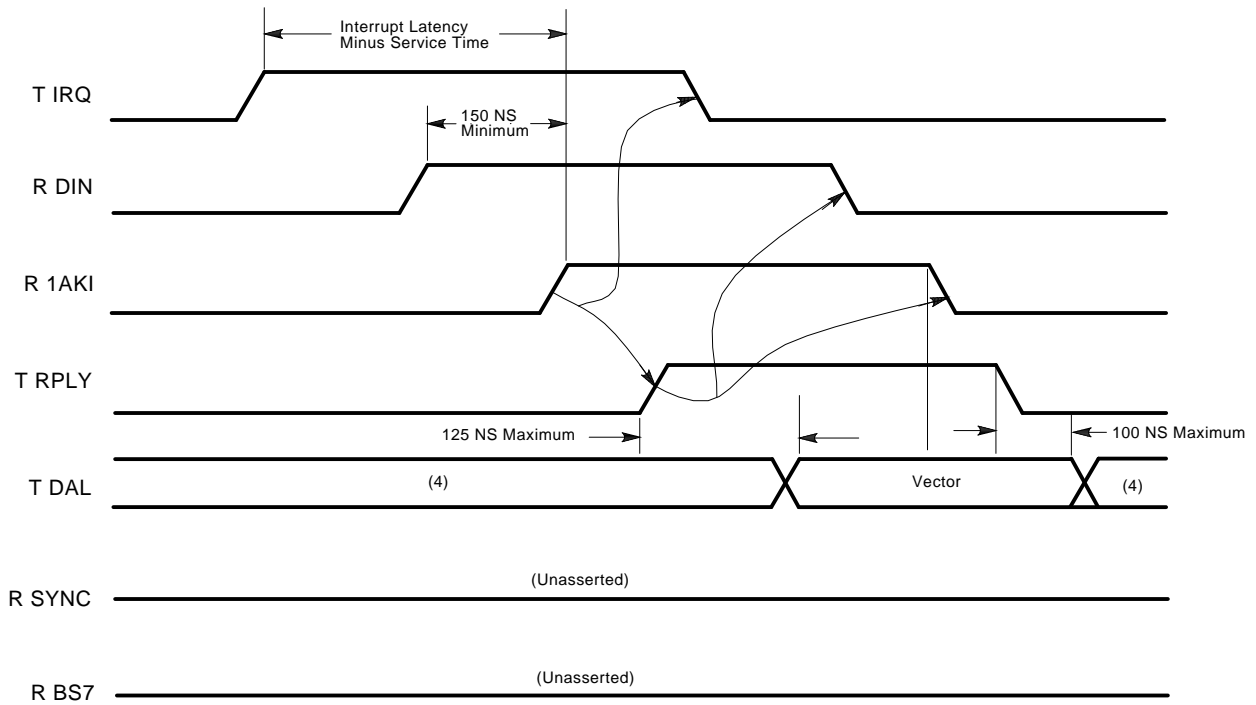 Interrupt Latency
Minus Service Time
T IRQ
150 NS
Minimum
R DIN
R 1AKI
T RPLY
125 NS Maximum
100 NS Maximum
T DAL
(4)
Vector
(4)
(Unasserted)
R SYNC
(Unasserted)
R BS7